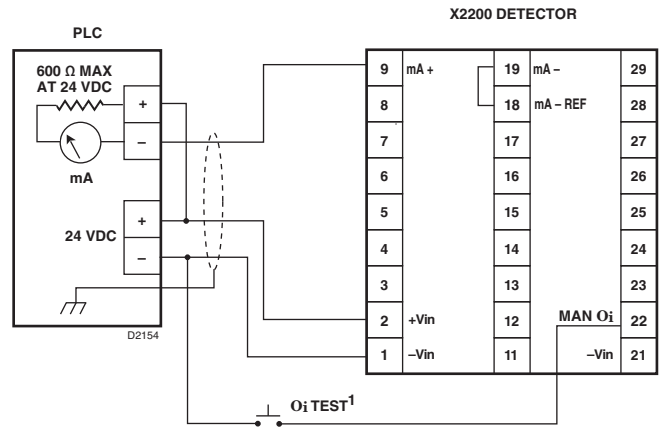 X2200 DETECTOR
PLC
600 Ω MAX
AT 24 VDC
+
–
mA
24 VDC
+
–
D2154
9 mA + 19 mA – 29
8 18 mA – REF 28
7 17 27
6 16 26
5 15 25
4 14 24
3 13 23
2 +Vin 12 MAN Oi 22
1 –Vin 11 –Vin 21
Oi TEST1